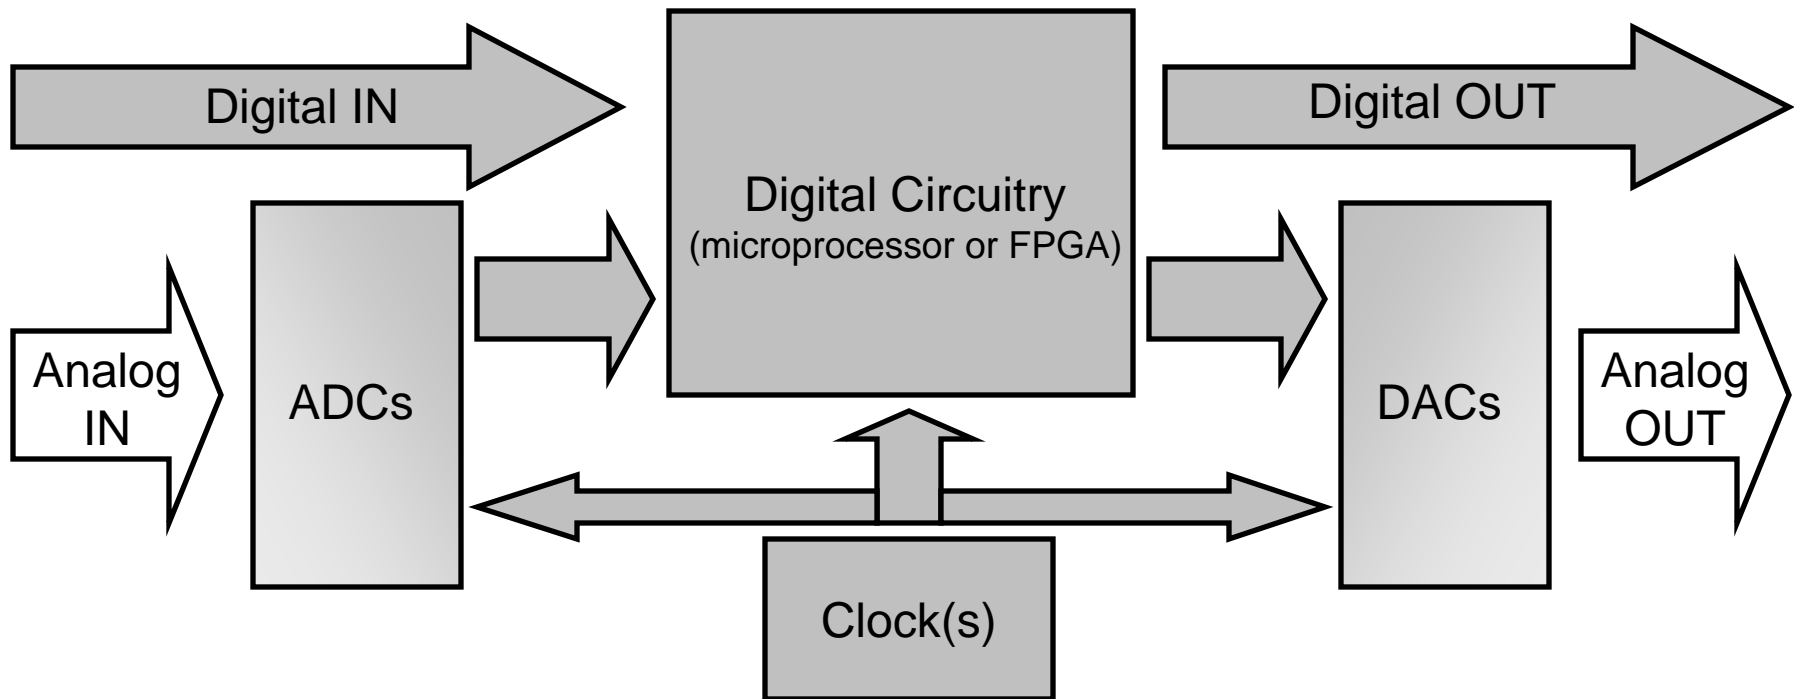 Digital IN
Digital OUT
Digital Circuitry
(microprocessor or FPGA)
Analog
IN
ADCs
DACs
Analog
OUT
Clock(s)